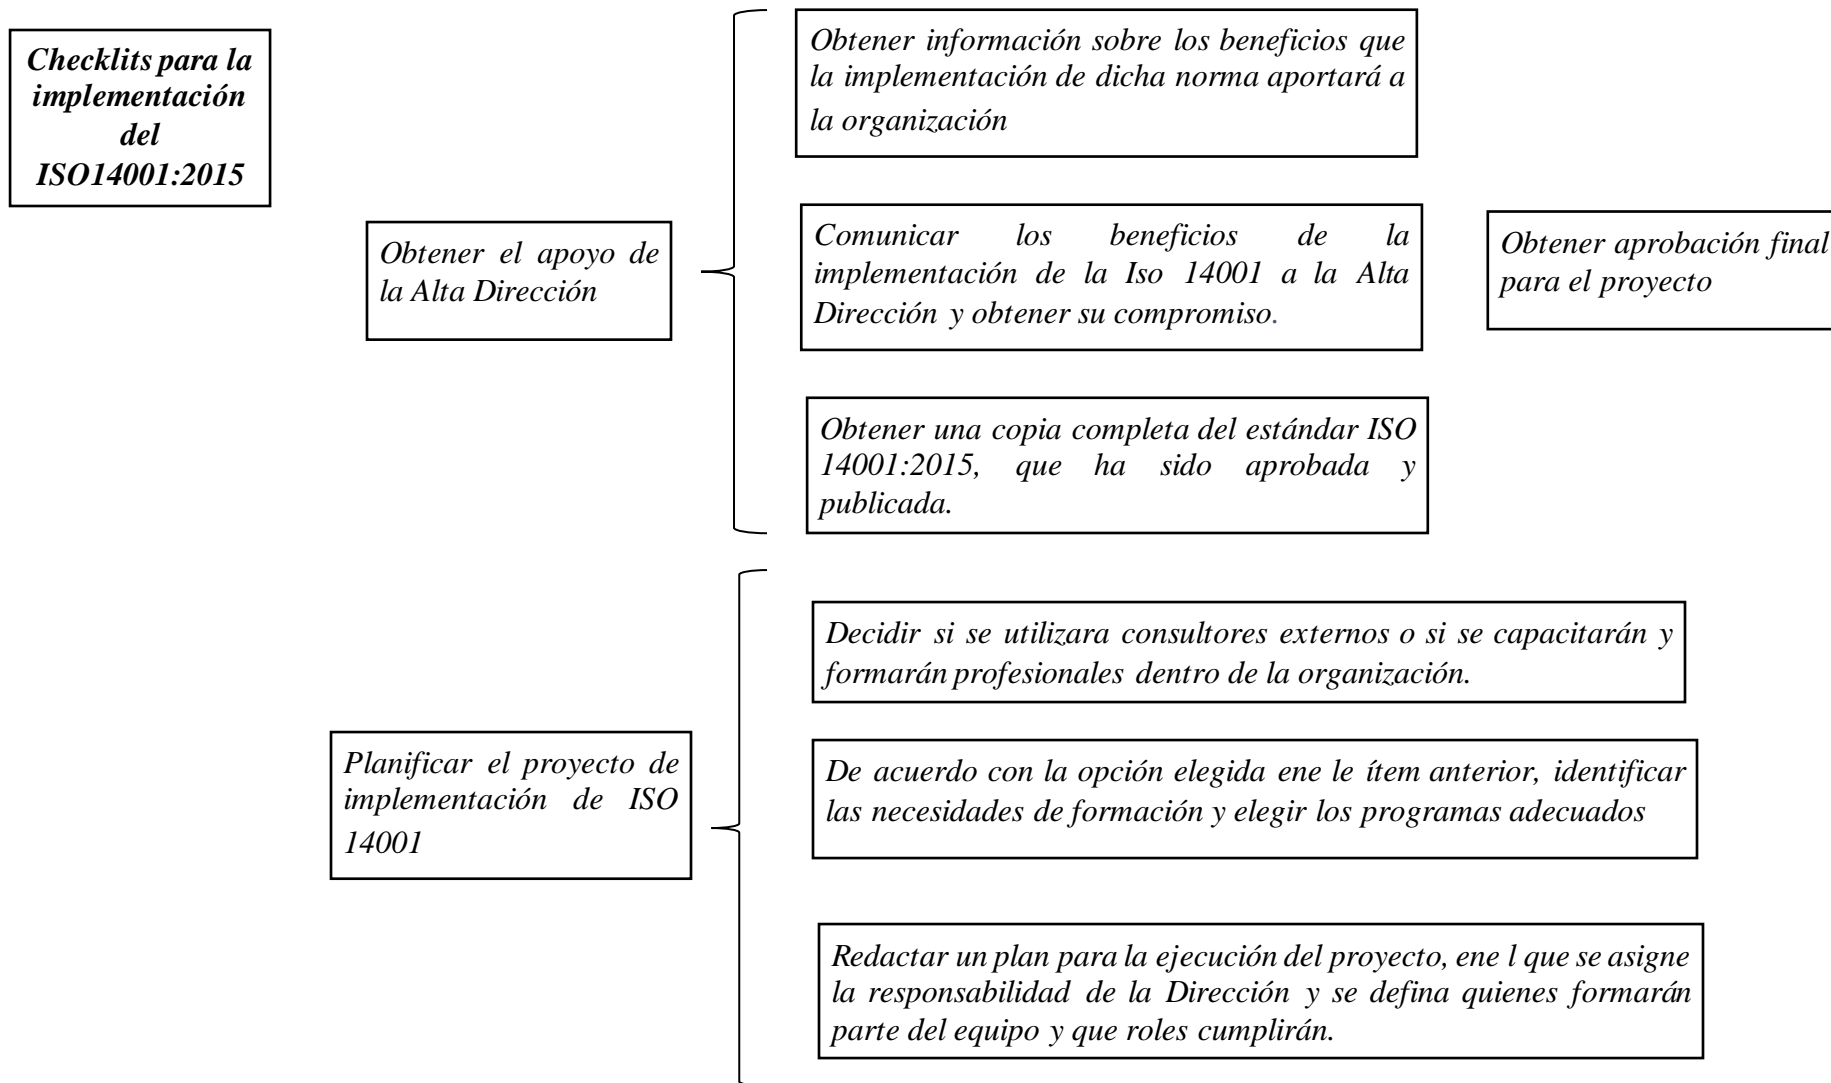 Checklits para la
implementación
del
ISO14001:2015
Obtener el apoyo de
la Alta Dirección
Obtener información sobre los beneficios que
la implementación de dicha norma aportará a
la organización
Comunicar los beneficios de la
implementación de la Iso 14001 a la Alta
Dirección y obtener su compromiso.
Obtener una copia completa del estándar ISO
14001:2015, que ha sido aprobada y
publicada.
Obtener aprobación final
para el proyecto
Planificar el proyecto de
implementación de ISO
14001
Decidir si se utilizara consultores externos o si se capacitarán y
formarán profesionales dentro de la organización.
De acuerdo con la opción elegida ene le ítem anterior, identificar
las necesidades de formación y elegir los programas adecuados
Redactar un plan para la ejecución del proyecto, ene l que se asigne
la responsabilidad de la Dirección y se defina quienes formarán
parte del equipo y que roles cumplirán.